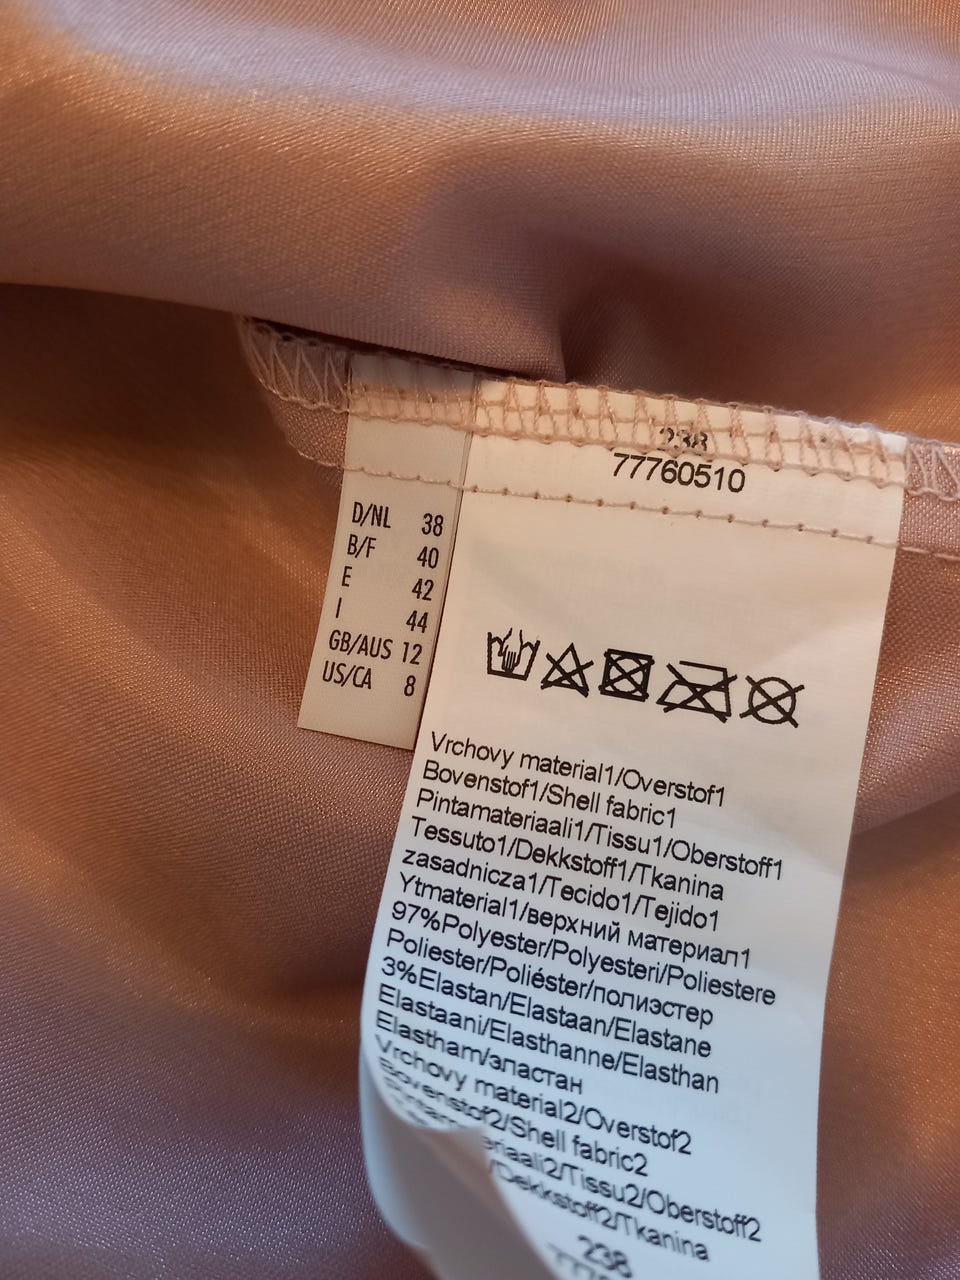 238
77760510
D/NL 38
B/F 40
E 42
I 44
GB/AUS 12
US/CA 8
Vrchovy material1/Overstof1
Bovenstof1/Shell fabric1
Pintamateriaali1/Tissu1/Oberstoff1
Tessuto1/Dekkstoff1/Tkanina
zasadnicza1/Tecido1/Tejido1
Ytmaterial1/верхний материал1
97%Polyester/Polyesteri/Poliestere
Poliester/Poliéster/полиэстер
3%Elastan/Elastaan/Elastane
Elastaani/Elasthanne/Elasthan
Elastham/эластан
Vrchovy material2/Overstof2
Bovenstof2/Shell fabric2
/Tissu2/Oberstoff2
/Dekkstoff2/Tkanina
238